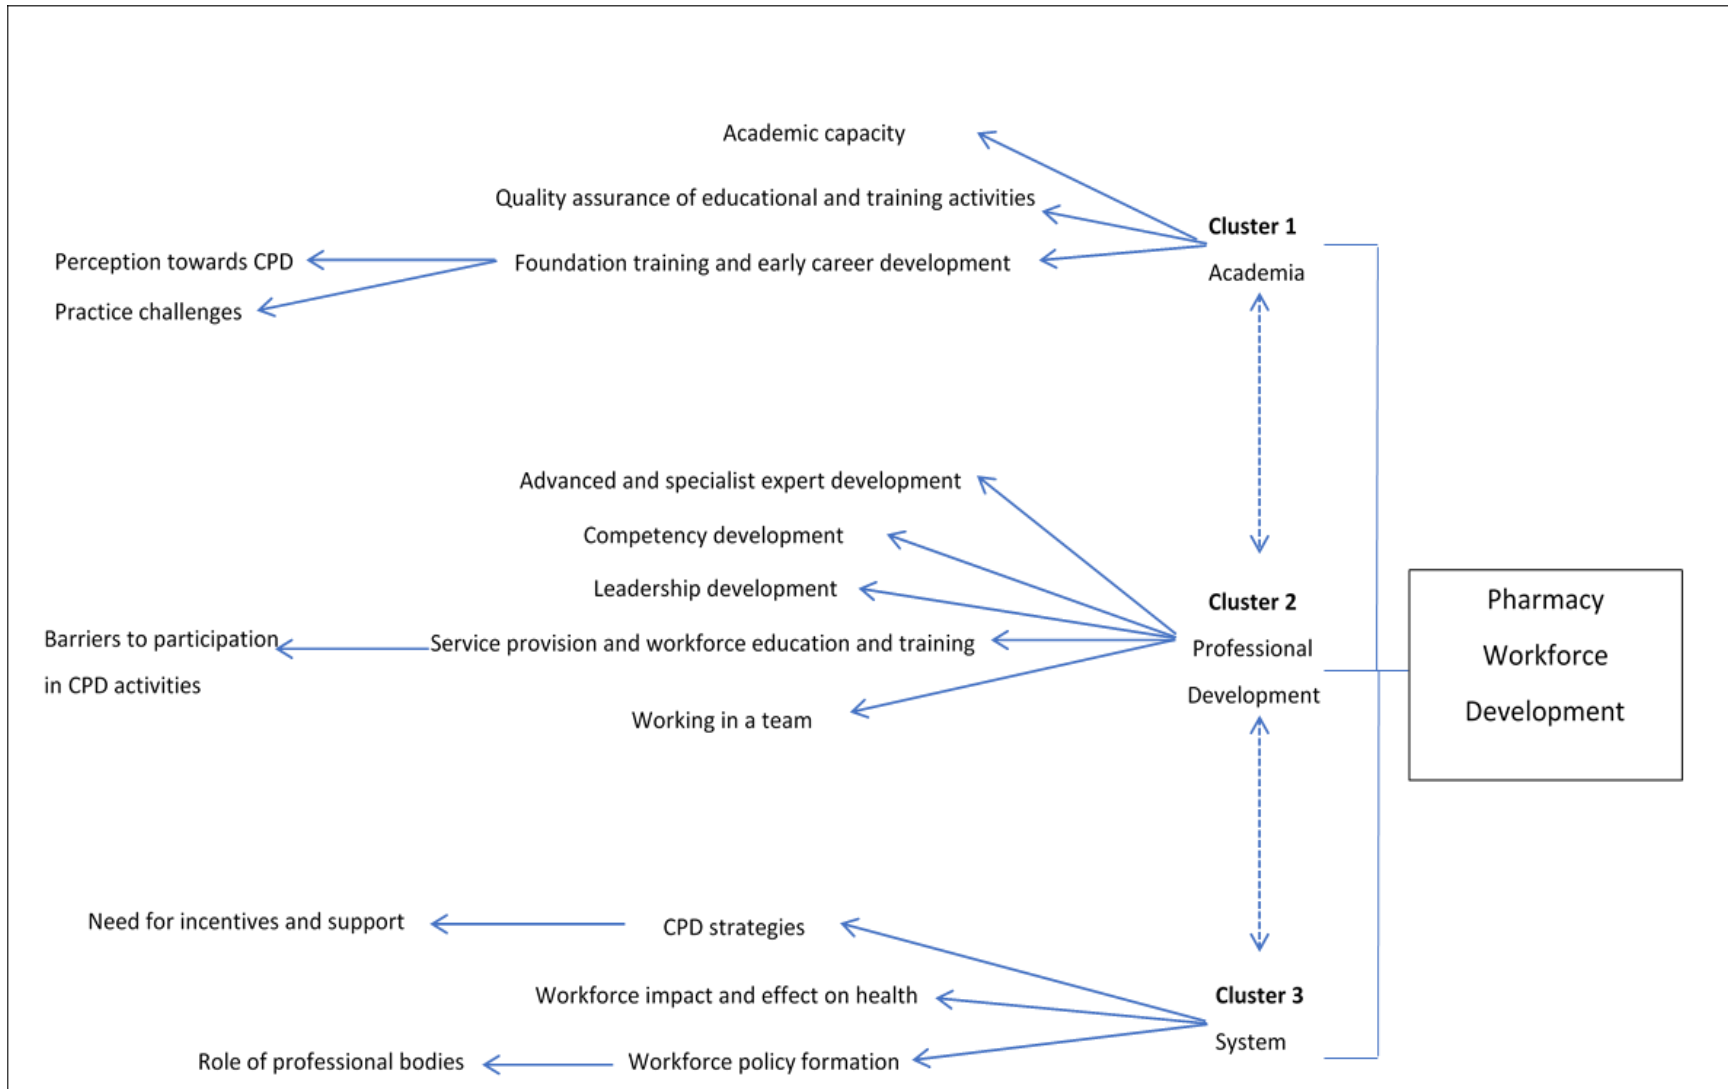 Academic capacity
Quality assurance of educational and training activities
Cluster 1
Perception towards CPD
Foundation training and early career development
Academia
Practice challenges
Advanced and specialist expert development
Competency development
Leadership development
Cluster 2
Pharmacy
Barriers to participation
Service provision and workforce education and training
Professional
Workforce
in CPD activities
Development
Development
Working in a team
Need for incentives and support
CPD strategies
Workforce impact and effect on health
Cluster 3
System
Role of professional bodies
Workforce policy formation